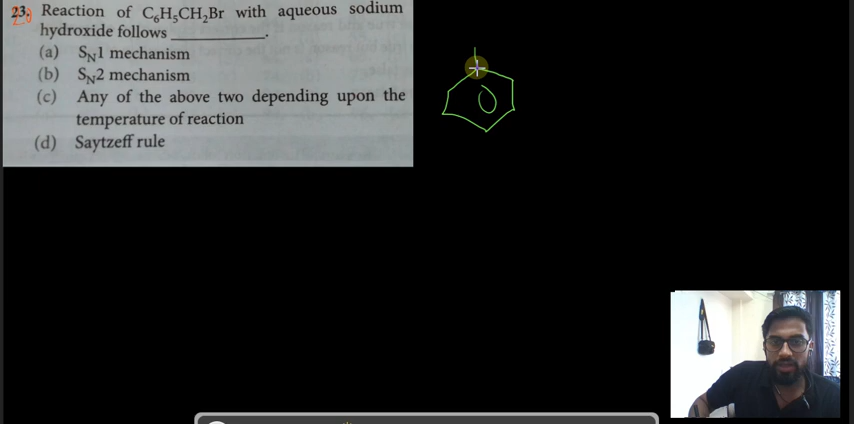 23. Reaction of C₆H₅CH₂Br with aqueous sodium
hydroxide follows ____________.
(a) Sₙ1 mechanism
(b) Sₙ2 mechanism
(c) Any of the above two depending upon the
temperature of reaction
(d) Saytzeff rule